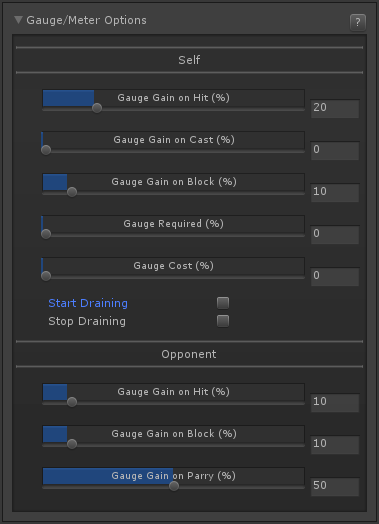 Gauge/Meter Options
?
Self
Gauge Gain on Hit (%)
20
Gauge Gain on Cast (%)
0
Gauge Gain on Block (%)
10
Gauge Required (%)
0
Gauge Cost (%)
0
Start Draining
Stop Draining
Opponent
Gauge Gain on Hit (%)
10
Gauge Gain on Block (%)
10
Gauge Gain on Parry (%)
50